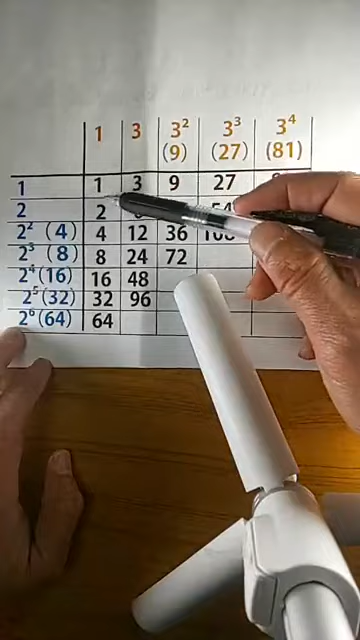 1 3 3² 3³ 3⁴
(9) (27) (81)
1 1 3 9 27
2 2
2² (4) 4 12 36
2³ (8) 8 24 72
2⁴ (16) 16 48
2⁵ (32) 32 96
2⁶ (64) 64